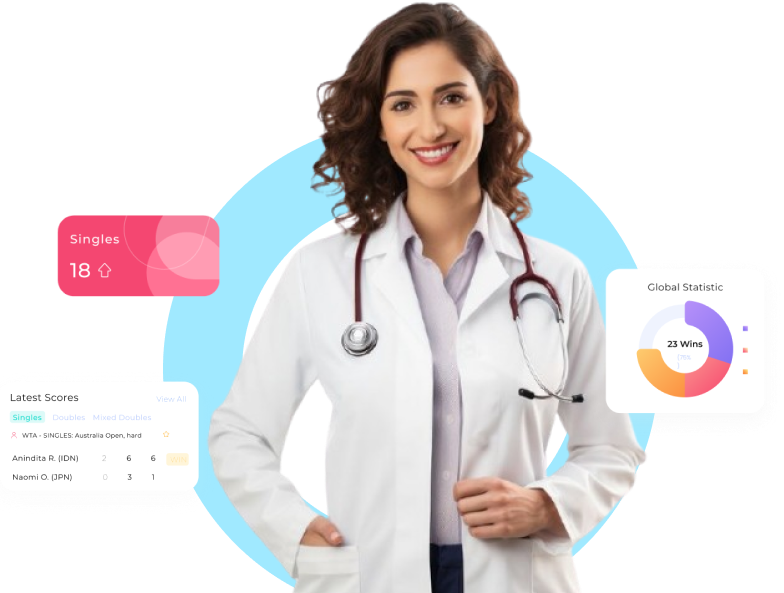 Singles
18
Global Statistic
23 Wins
75%
Latest Scores
View All
Singles Doubles Mixed Doubles
WTA - SINGLES: Australia Open, hard
Anindita R. (IDN) 2 6 6
Naomi O. (JPN) 0 3 1